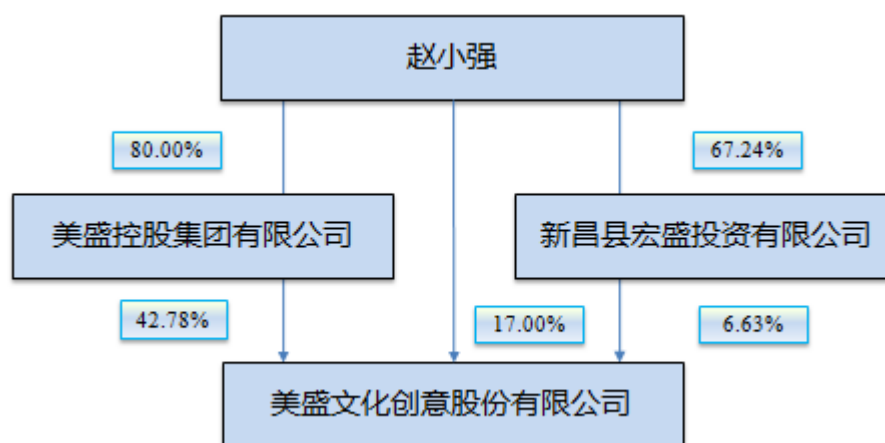 赵小强
80.00%
67.24%
美盛控股集团有限公司
新昌县宏盛投资有限公司
42.78%
17.00%
6.63%
美盛文化创意股份有限公司